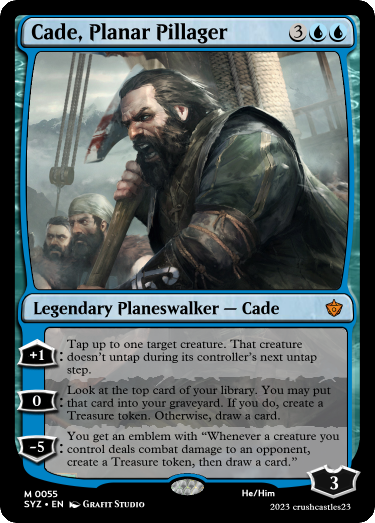 Cade, Planar Pillager 3
Legendary Planeswalker — Cade
+1: Tap up to one target creature. That creature
doesn't untap during its controller's next untap
step.
0: Look at the top card of your library. You may put
that card into your graveyard. If you do, create a
Treasure token. Otherwise, draw a card.
-5: You get an emblem with “Whenever a creature you
control deals combat damage to an opponent,
create a Treasure token, then draw a card.”
3
M 0055 He/Him
SYZ • EN Grafit Studio 2023 crushcastles23